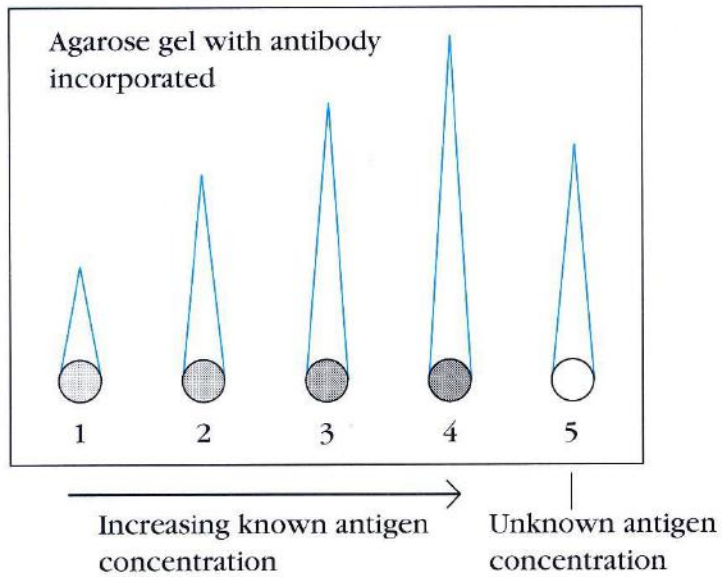 Agarose gel with antibody
incorporated
1 2 3 4 5
Increasing known antigen
concentration
Unknown antigen
concentration